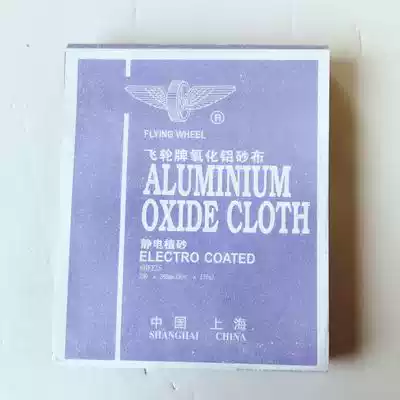 ®
FLYING WHEEL
飞轮牌氧化铝砂布
ALUMINIUM
OXIDE CLOTH
静电植砂
ELECTRO COATED
SHEETS
中国 上海
SHANGHAI CHINA